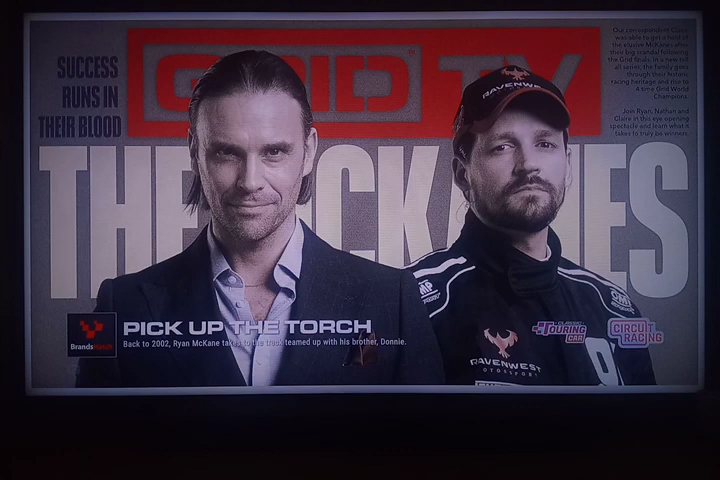 SUCCESS
RUNS IN
THEIR BLOOD
GRID TV
Our correspondent Claire
was able to get a hold of
the elusive McKanes after
their big scandal following
the Grid finals. In a new tell
all series, the family goes
through their historic
racing heritage and rise to
4 time Grid World
Champions.
Join Ryan, Nathan and
Claire in this eye opening
spectacle and learn what it
takes to truly be winners.
THE MCKANES
RAVENWEST
PICK UP THE TORCH
Back to 2002, Ryan McKane takes to the track teamed up with his brother, Donnie.
BrandsHatch
RAVENWEST
MOTORSPORT
CLASSIC
TOURING
CAR
CIRCUIT
RACING